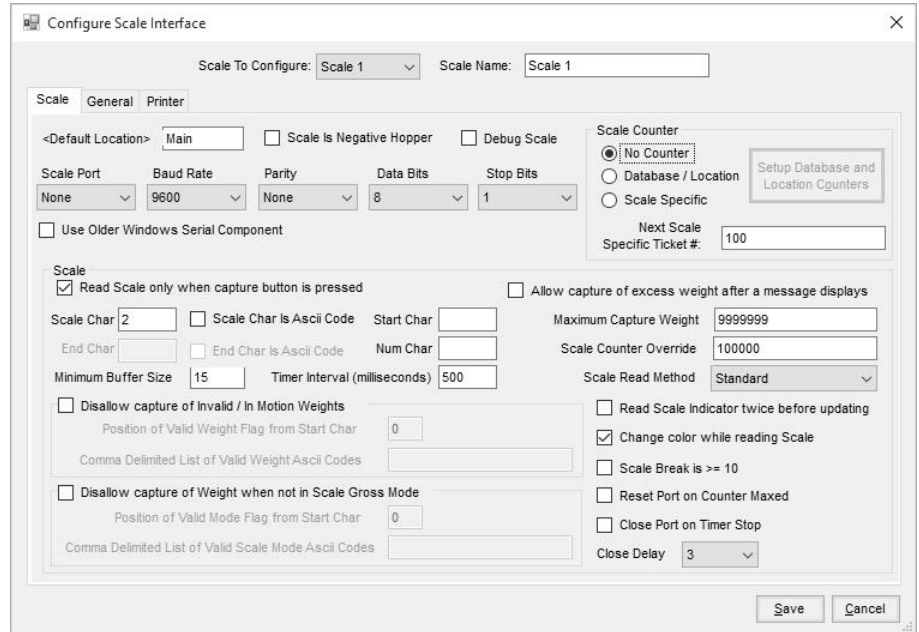 Configure Scale Interface
Scale To Configure: Scale 1 Scale Name: Scale 1
Scale General Printer
<Default Location> Main Scale Is Negative Hopper Debug Scale
Scale Port Baud Rate Parity Data Bits Stop Bits
None 9600 None 8 1
Use Older Windows Serial Component
Scale Counter
No Counter
Database / Location
Scale Specific
Setup Database and
Location Counters
Next Scale
Specific Ticket #: 100
Scale
Read Scale only when capture button is pressed
Scale Char 2 Scale Char Is Ascii Code Start Char
End Char End Char Is Ascii Code Num Char
Minimum Buffer Size 15 Timer Interval (milliseconds) 500
Disallow capture of Invalid / In Motion Weights
Position of Valid Weight Flag from Start Char 0
Comma Delimited List of Valid Weight Ascii Codes
Disallow capture of Weight when not in Scale Gross Mode
Position of Valid Mode Flag from Start Char 0
Comma Delimited List of Valid Scale Mode Ascii Codes
Allow capture of excess weight after a message displays
Maximum Capture Weight 9999999
Scale Counter Override 100000
Scale Read Method Standard
Read Scale Indicator twice before updating
Change color while reading Scale
Scale Break is >= 10
Reset Port on Counter Maxed
Close Port on Timer Stop
Close Delay 3
Save Cancel